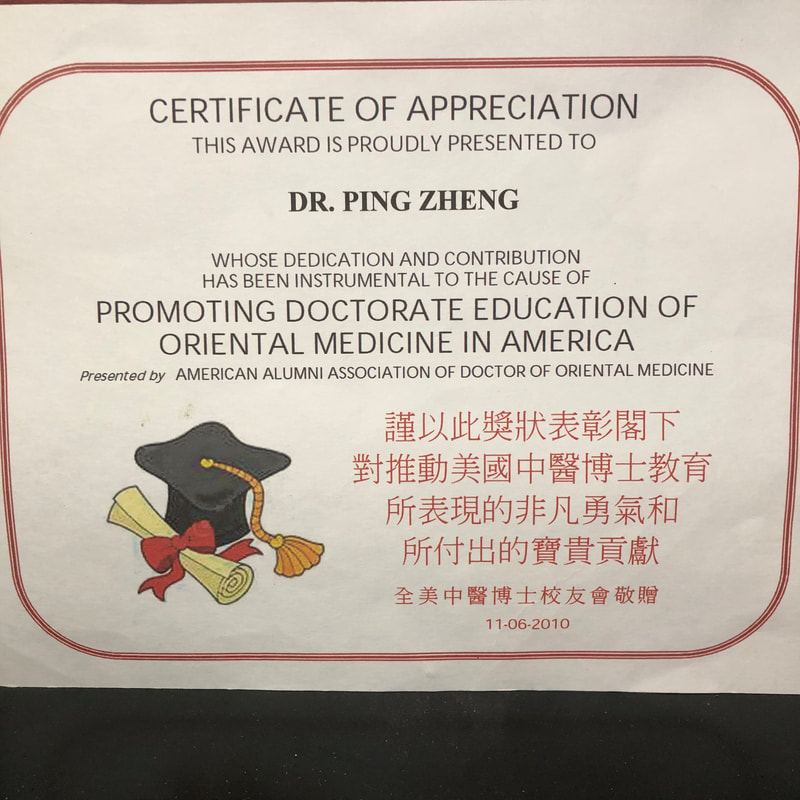 CERTIFICATE OF APPRECIATION
THIS AWARD IS PROUDLY PRESENTED TO
DR. PING ZHENG
WHOSE DEDICATION AND CONTRIBUTION
HAS BEEN INSTRUMENTAL TO THE CAUSE OF
PROMOTING DOCTORATE EDUCATION OF
ORIENTAL MEDICINE IN AMERICA
Presented by AMERICAN ALUMNI ASSOCIATION OF DOCTOR OF ORIENTAL MEDICINE
謹以此獎狀表彰閣下
對推動美國中醫博士教育
所表現的非凡勇氣和
所付出的寶貴貢獻
全美中醫博士校友會敬贈
11-06-2010